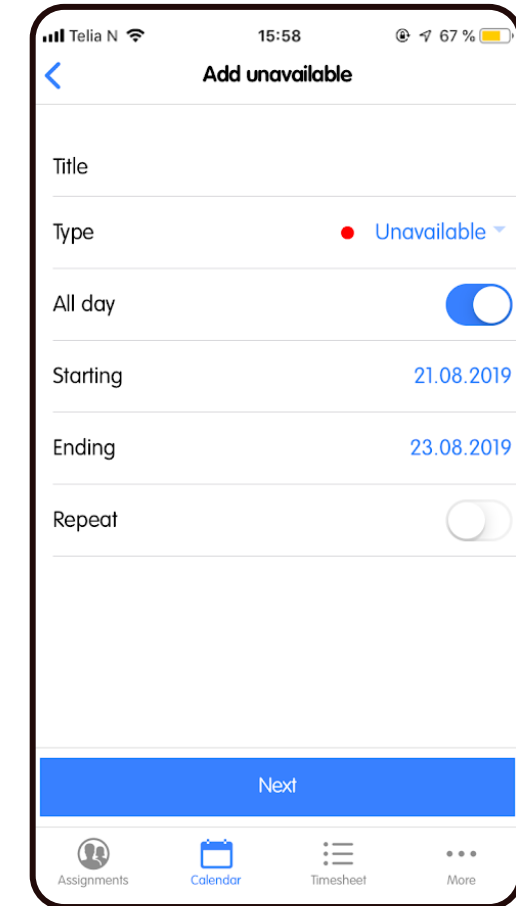 Telia N 15:58 67 %
Add unavailable
Title
Type Unavailable
All day
Starting 21.08.2019
Ending 23.08.2019
Repeat
Next
Assignments Calendar Timesheet More